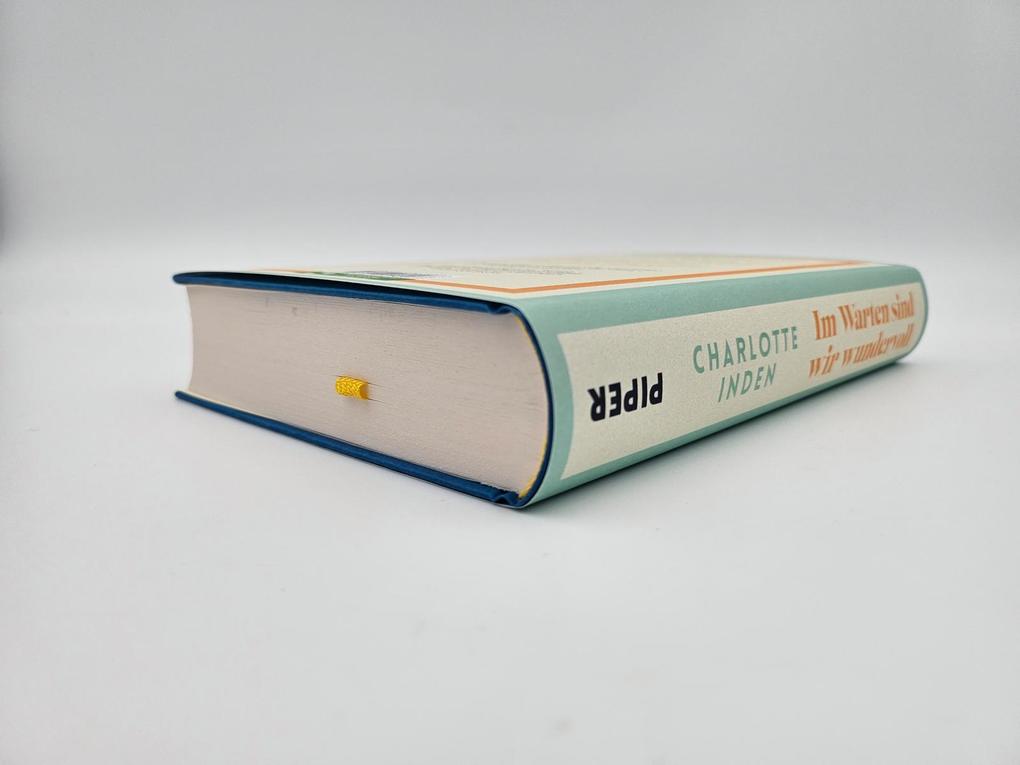 PIPER
CHARLOTTE
INDEN
Im Warten sind
wir wundervoll